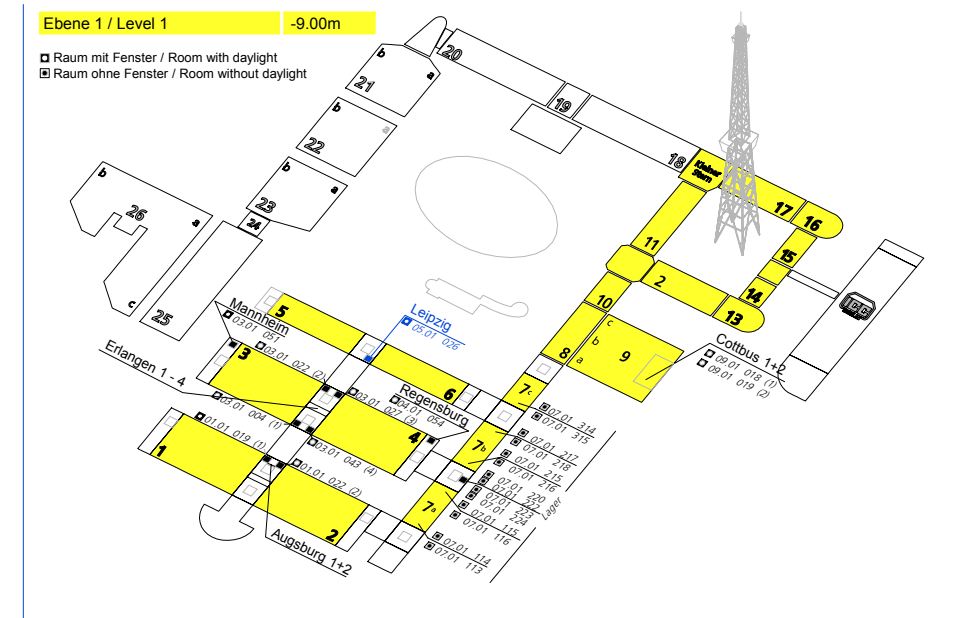 Ebene 1 / Level 1
-9.00m
Raum mit Fenster / Room with daylight
Raum ohne Fenster / Room without daylight
20
b
a
21
19
b
a
22
18
Kleiner
Stern
b
a
23
17
16
b
a
26
c
24
25
11
15
2
14
13
ICC
10
5
Leipzig
05.01 026
Mannheim
03.01 051
8
c
b
a
9
Cottbus 1+2
09.01 018 (1)
09.01 019 (2)
Erlangen 1 - 4
3
03.01 022 (2)
6
Regensburg
04.01 054
03.01 027 (3)
03.01 004 (1)
03.01 043 (4)
4
7c
07.01 314
07.01 315
01.01 019 (1)
1
01.01 022 (2)
2
Augsburg 1+2
7b
07.01 217
07.01 218
07.01 215
07.01 216
07.01 220
07.01 222
07.01 223
07.01 224
Lager
7a
07.01 115
07.01 116
07.01 114
07.01 113